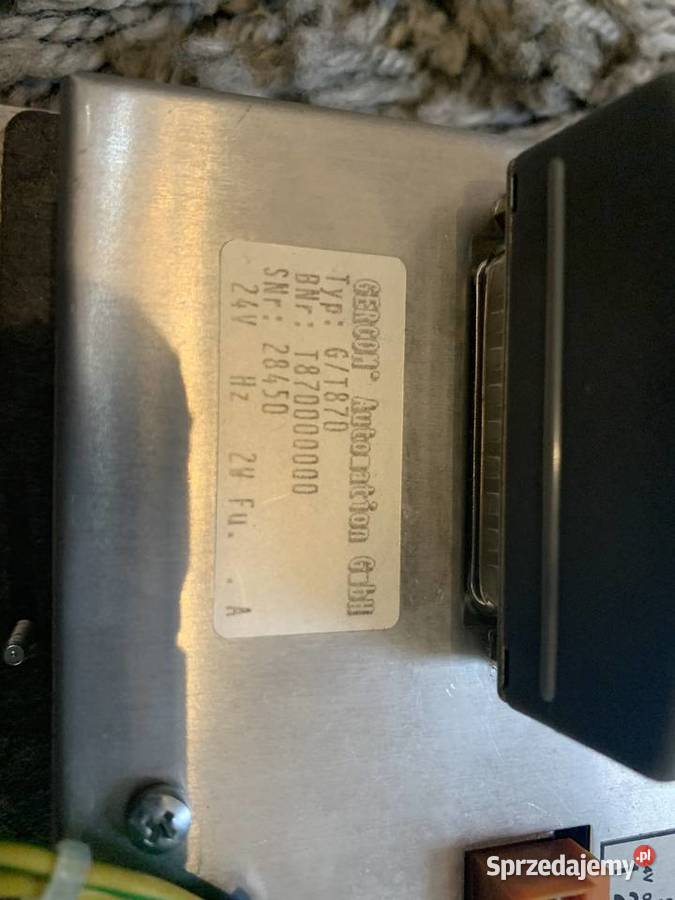 GERCOM® Automation GmbH
Typ: G/T870
BNr: T870000000
SNr: 28450
24V Hz 2W Fu. . A
Sprzedajemy.pl